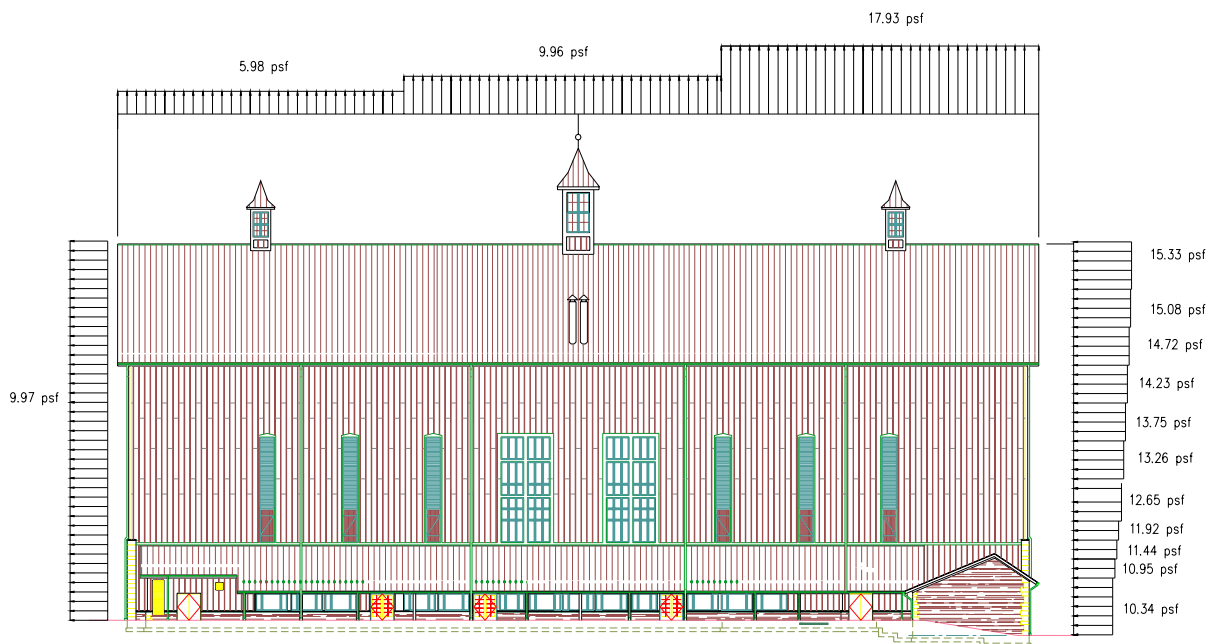 17.93 psf
9.96 psf
5.98 psf
15.33 psf
15.08 psf
14.72 psf
14.23 psf
9.97 psf
13.75 psf
13.26 psf
12.65 psf
11.92 psf
11.44 psf
10.95 psf
10.34 psf